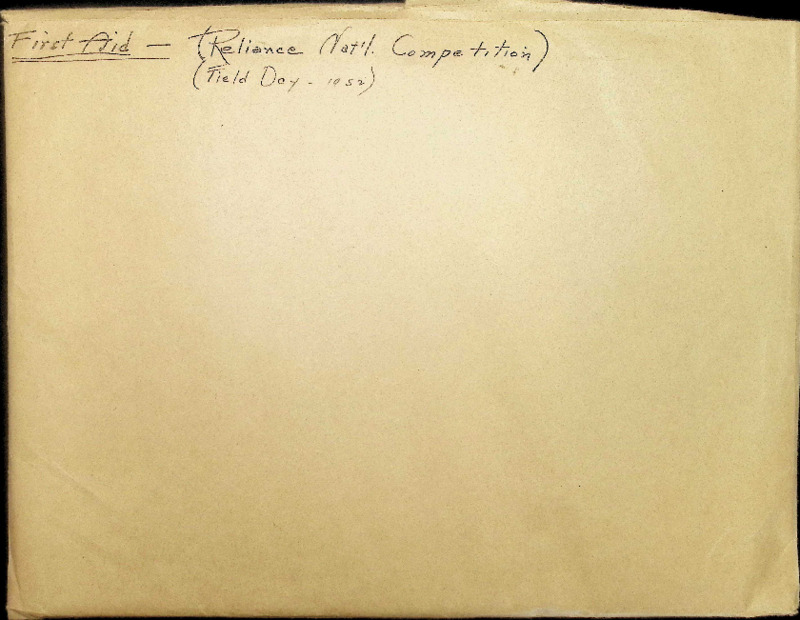 First Aid — (Reliance Nat'l. Competition)
(Field Day - 1952)